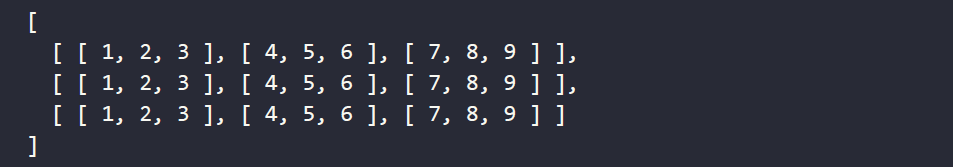 [
  [ [ 1, 2, 3 ], [ 4, 5, 6 ], [ 7, 8, 9 ] ],
  [ [ 1, 2, 3 ], [ 4, 5, 6 ], [ 7, 8, 9 ] ],
  [ [ 1, 2, 3 ], [ 4, 5, 6 ], [ 7, 8, 9 ] ]
]